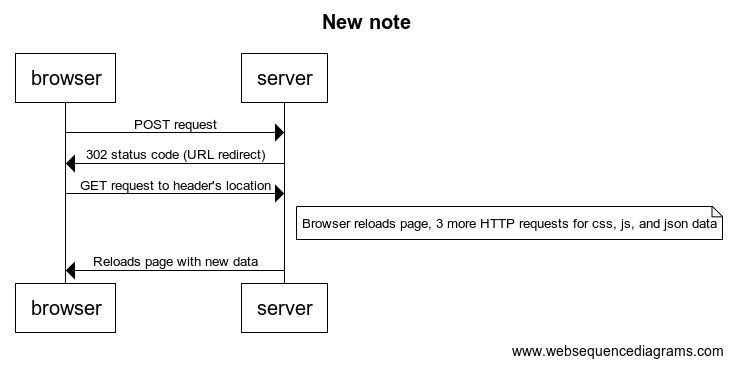 New note
browser
server
POST request
302 status code (URL redirect)
GET request to header's location
Browser reloads page, 3 more HTTP requests for css, js, and json data
Reloads page with new data
browser
server
www.websequencediagrams.com